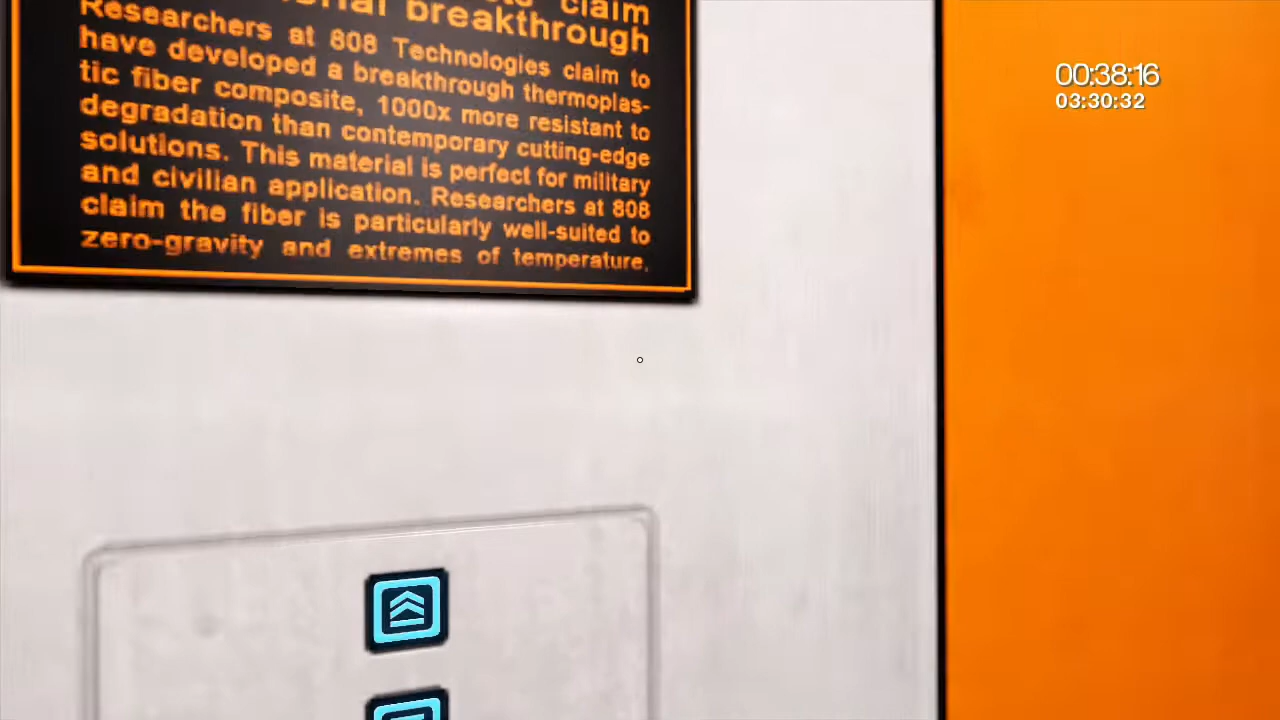 claim
breakthrough
Researchers at 808 Technologies claim to
have developed a breakthrough thermoplas-
tic fiber composite, 1000x more resistant to
degradation than contemporary cutting-edge
solutions. This material is perfect for military
and civilian application. Researchers at 808
claim the fiber is particularly well-suited to
zero-gravity and extremes of temperature.
00:38:16
03:30:32